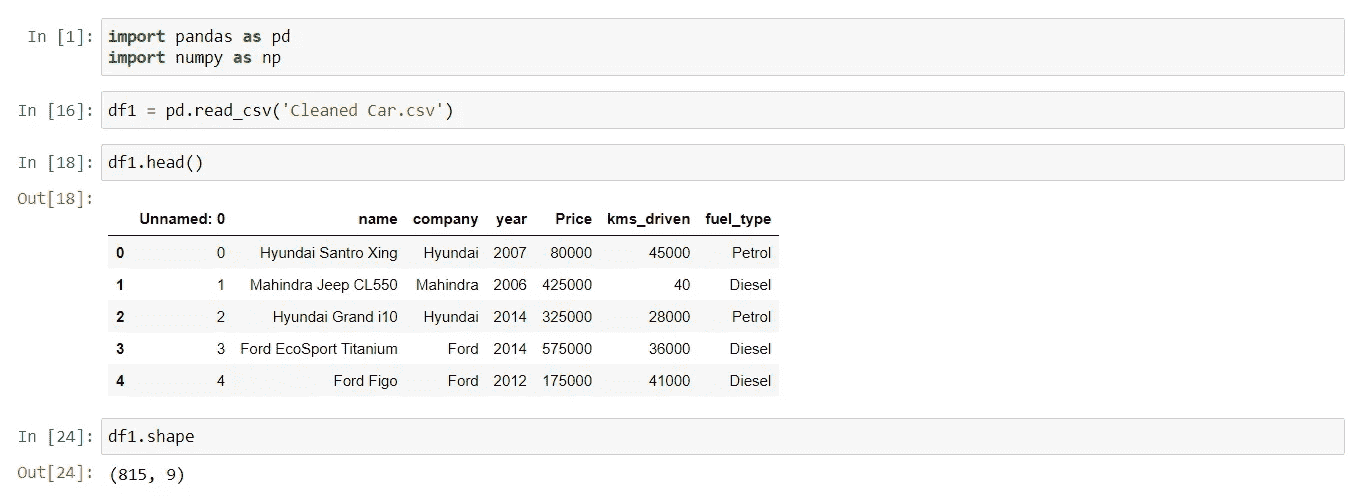 In [1]: import pandas as pd
import numpy as np
In [16]: df1 = pd.read_csv('Cleaned Car.csv')
In [18]: df1.head()
Out[18]:
Unnamed: 0 name company year Price kms_driven fuel_type
0 0 Hyundai Santro Xing Hyundai 2007 80000 45000 Petrol
1 1 Mahindra Jeep CL550 Mahindra 2006 425000 40 Diesel
2 2 Hyundai Grand i10 Hyundai 2014 325000 28000 Petrol
3 3 Ford EcoSport Titanium Ford 2014 575000 36000 Diesel
4 4 Ford Figo Ford 2012 175000 41000 Diesel
In [24]: df1.shape
Out[24]: (815, 9)